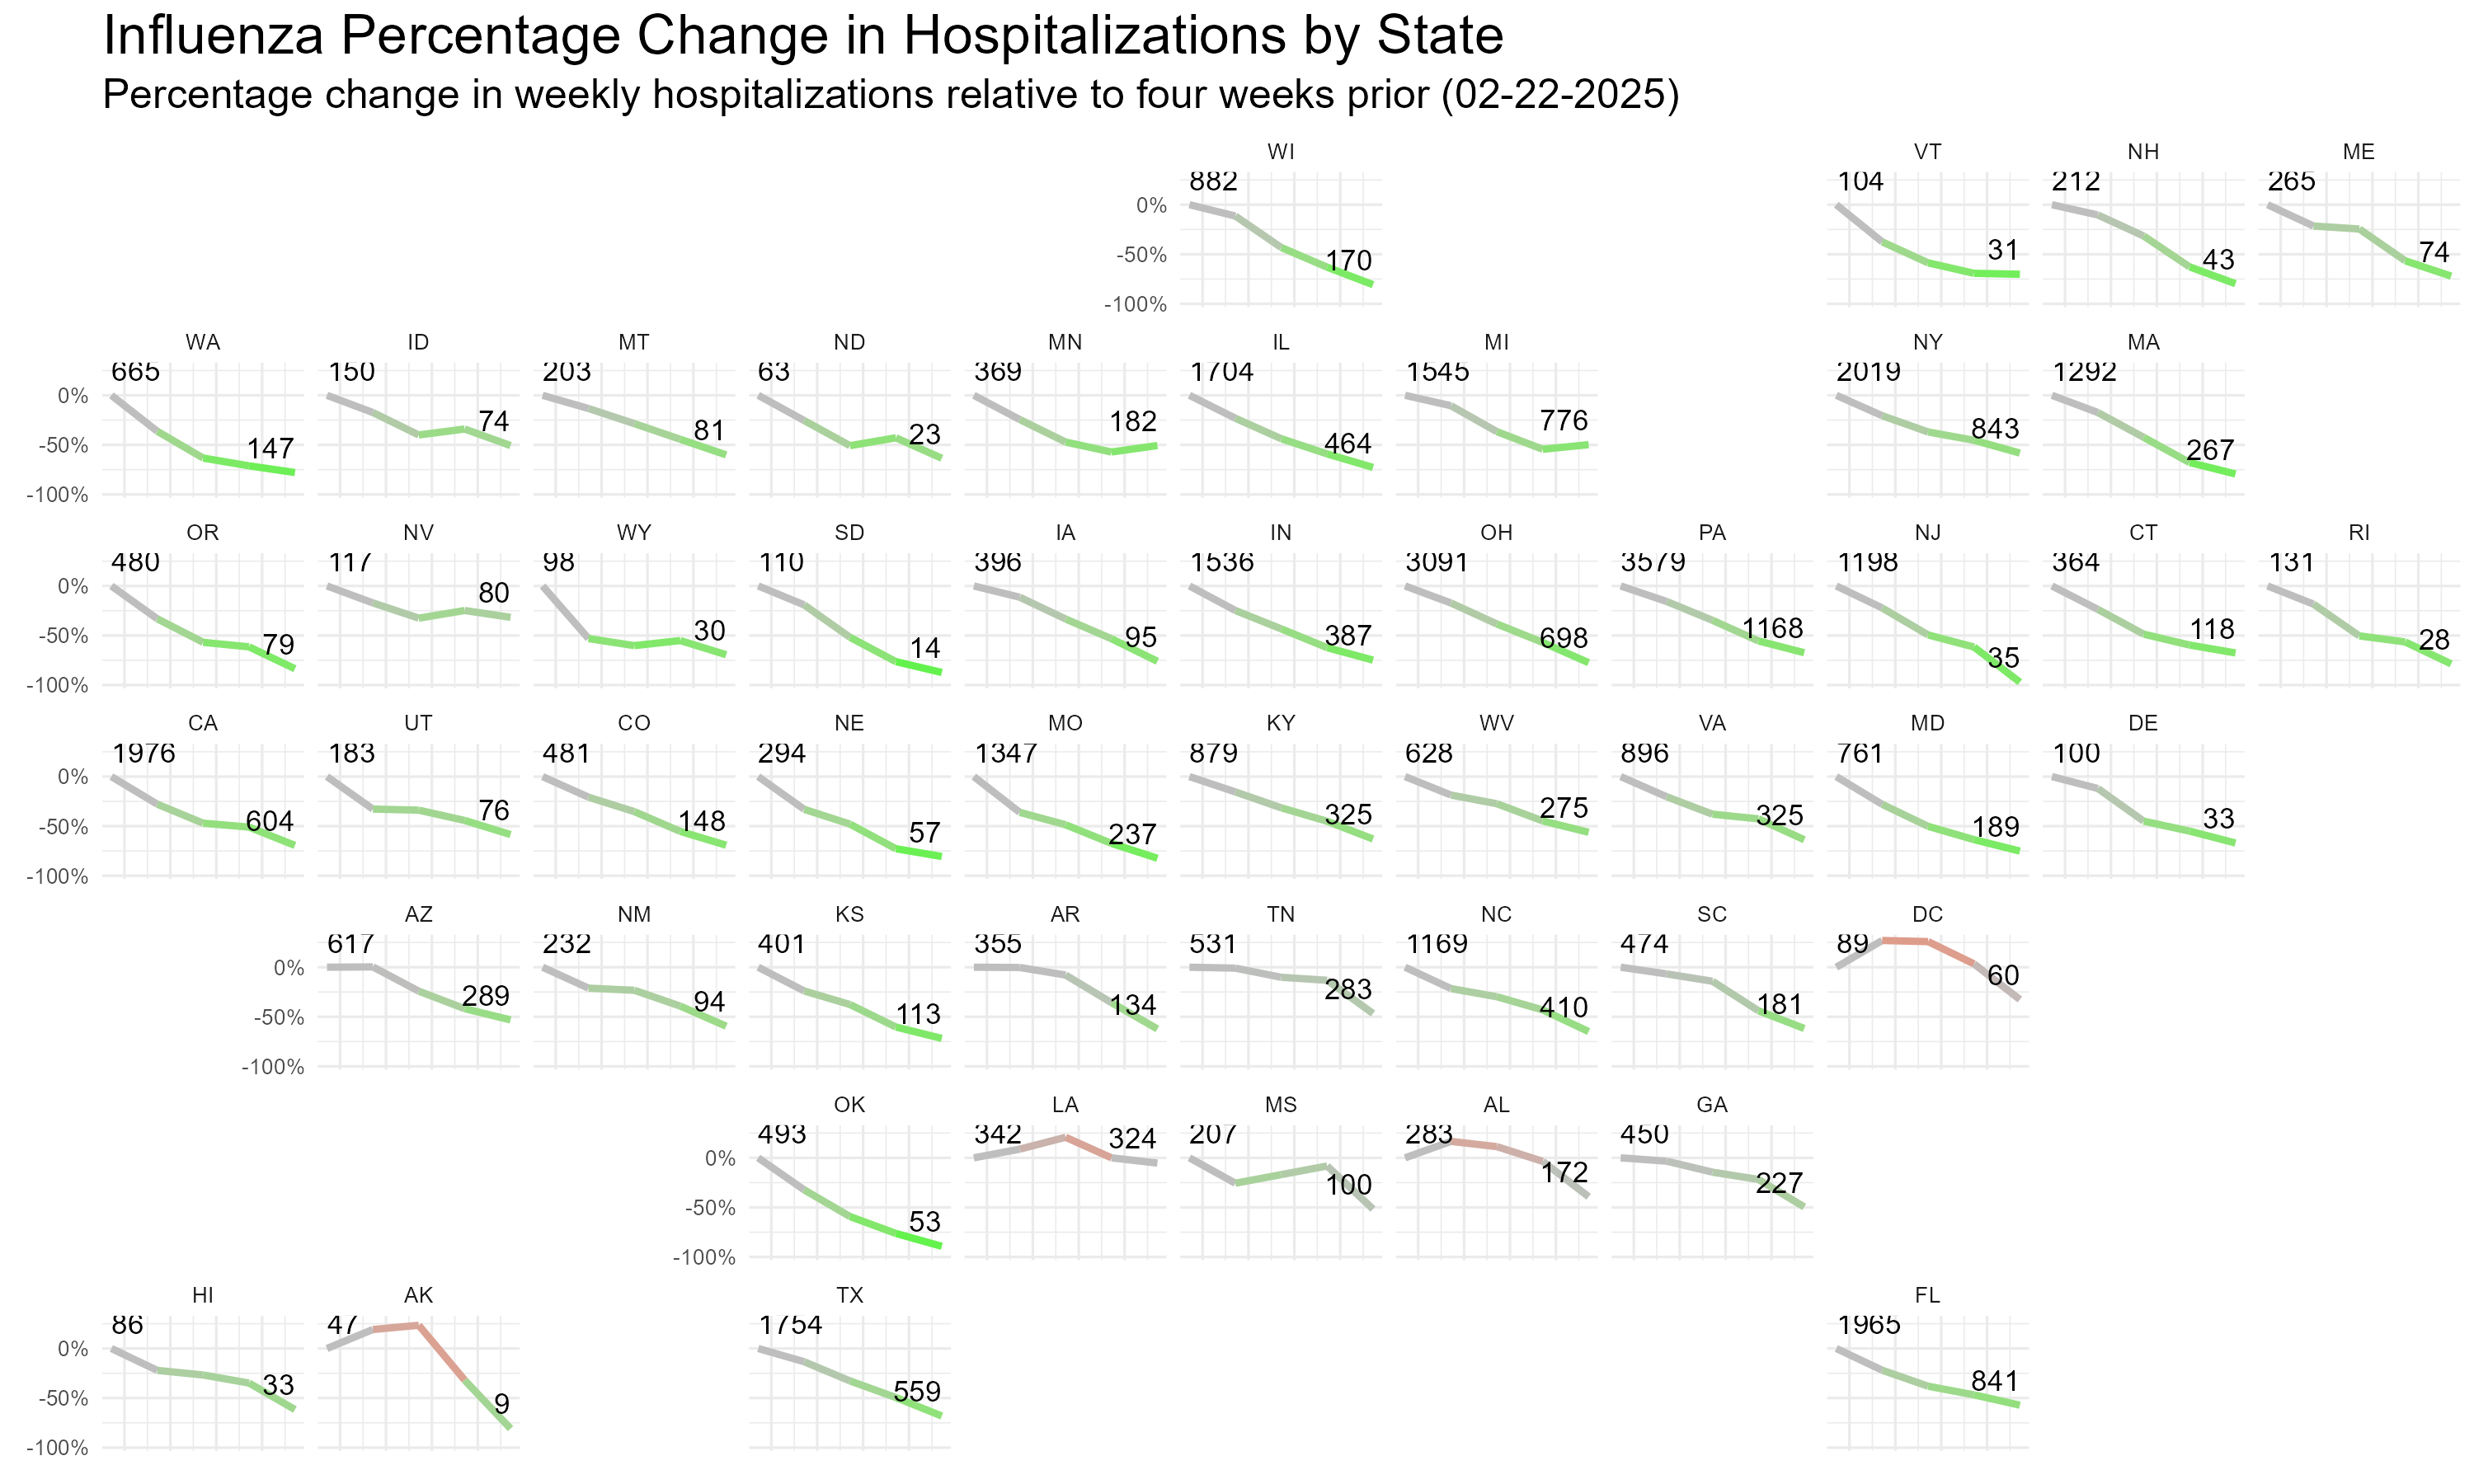 Influenza Percentage Change in Hospitalizations by State
Percentage change in weekly hospitalizations relative to four weeks prior (02-22-2025)
WI VT NH ME
882 104 212 265
0%
-50%
-100%
170 31 43 74
WA ID MT ND MN IL MI NY MA
665 150 203 63 369 1704 1545 2019 1292
0%
-50%
-100%
147 74 81 23 182 464 776 843 267
OR NV WY SD IA IN OH PA NJ CT RI
480 117 98 110 396 1536 3091 3579 1198 364 131
0%
-50%
-100%
79 80 30 14 95 387 698 1168 35 118 28
CA UT CO NE MO KY WV VA MD DE
1976 183 481 294 1347 879 628 896 761 100
0%
-50%
-100%
604 76 148 57 237 325 275 325 189 33
AZ NM KS AR TN NC SC DC
617 232 401 355 531 1169 474 89
0%
-50%
-100%
289 94 113 134 283 410 181 60
OK LA MS AL GA
493 342 207 283 450
0%
-50%
-100%
53 324 100 172 227
HI AK TX FL
86 47 1754 1965
0%
-50%
-100%
33 9 559 841